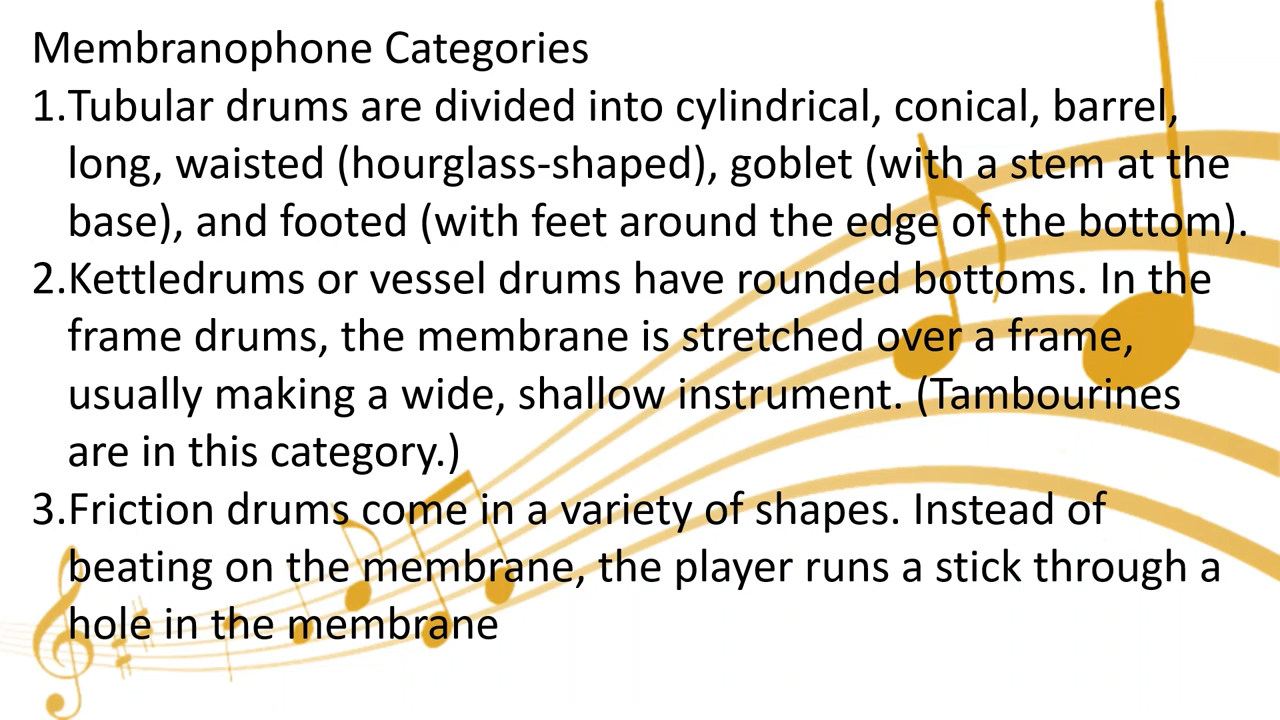 Membranophone Categories
1.Tubular drums are divided into cylindrical, conical, barrel,
long, waisted (hourglass-shaped), goblet (with a stem at the
base), and footed (with feet around the edge of the bottom).
2.Kettledrums or vessel drums have rounded bottoms. In the
frame drums, the membrane is stretched over a frame,
usually making a wide, shallow instrument. (Tambourines
are in this category.)
3.Friction drums come in a variety of shapes. Instead of
beating on the membrane, the player runs a stick through a
hole in the membrane